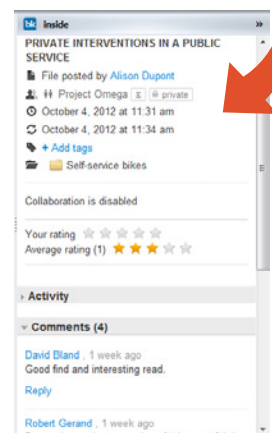 bk inside »
PRIVATE INTERVENTIONS IN A PUBLIC
SERVICE
File posted by Alison Dupont
Project Omega Σ private
October 4, 2012 at 11:31 am
October 4, 2012 at 11:34 am
+ Add tags
Self-service bikes
Collaboration is disabled
Your rating
Average rating (1)
Activity
Comments (4)
David Bland , 1 week ago
Good find and interesting read.
Reply
Robert Gerand , 1 week ago